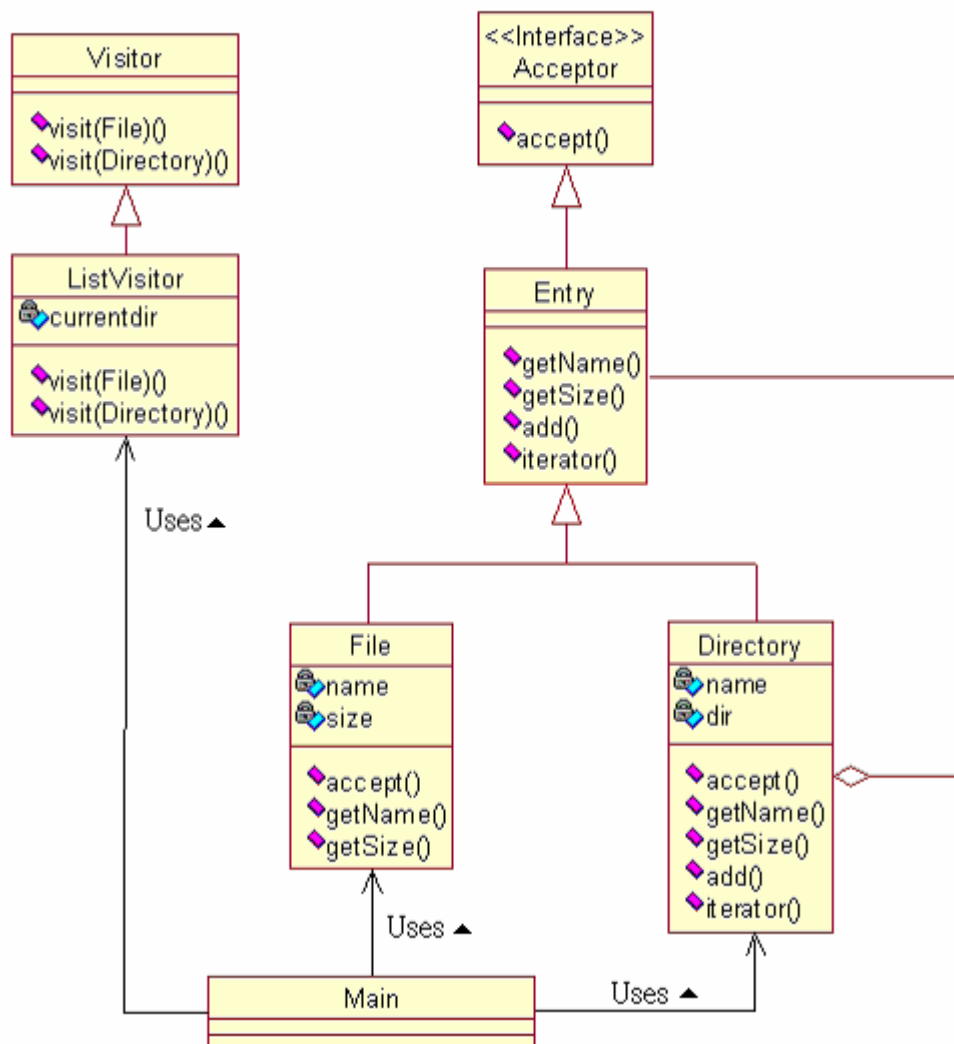 Visitor
visit(File)()
visit(Directory)()
<<Interface>>
Acceptor
accept()
ListVisitor
currentdir
visit(File)()
visit(Directory)()
Entry
getName()
getSize()
add()
iterator()
Uses
File
name
size
accept()
getName()
getSize()
Directory
name
dir
accept()
getName()
getSize()
add()
iterator()
Uses
Main
Uses